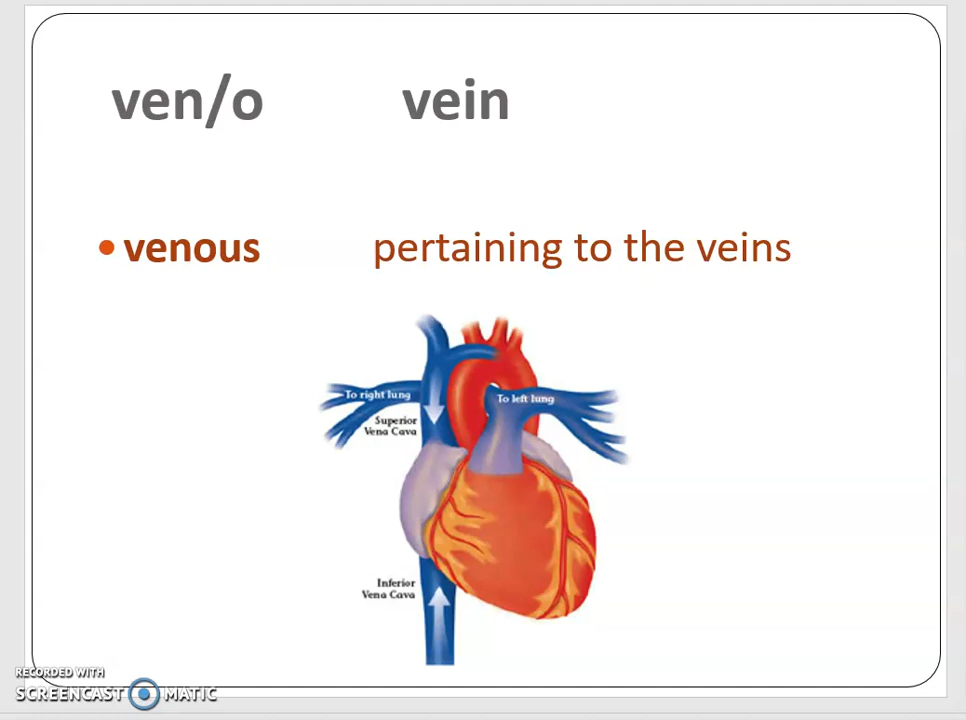 ven/o vein
• venous pertaining to the veins
To right lung
To left lung
Superior
Vena Cava
Inferior
Vena Cava
RECORDED WITH
SCREENCAST MATIC